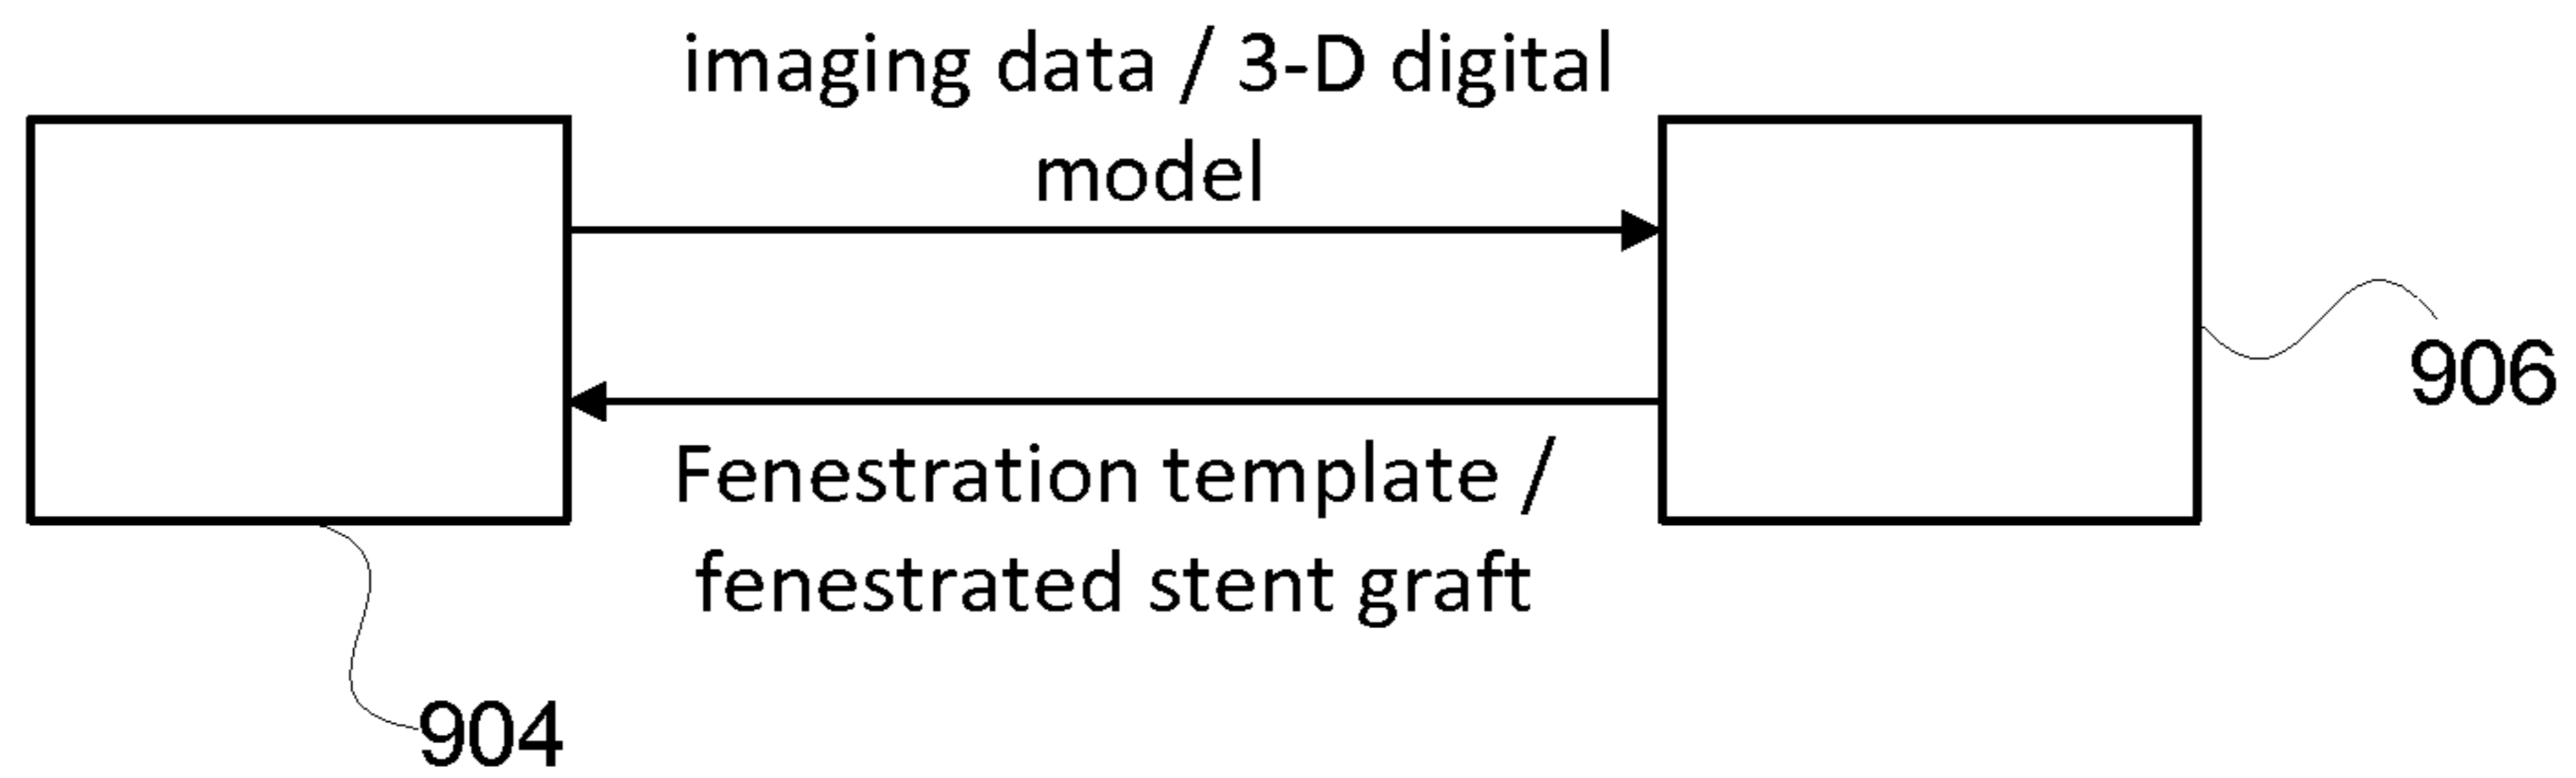 imaging data / 3-D digital
model
Fenestration template /
fenestrated stent graft
906
904